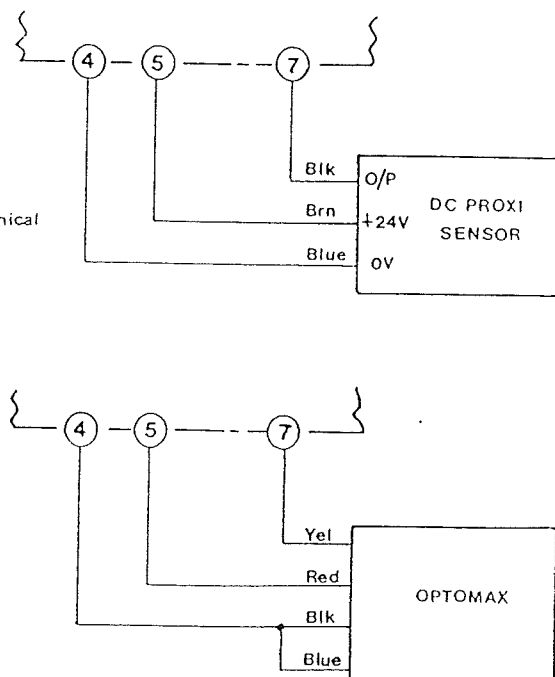 4 5 7
Blk O/P
Brn +24V
Blue 0V
DC PROXI
SENSOR
nical
4 5 7
Yel
Red
Blk
Blue
OPTOMAX